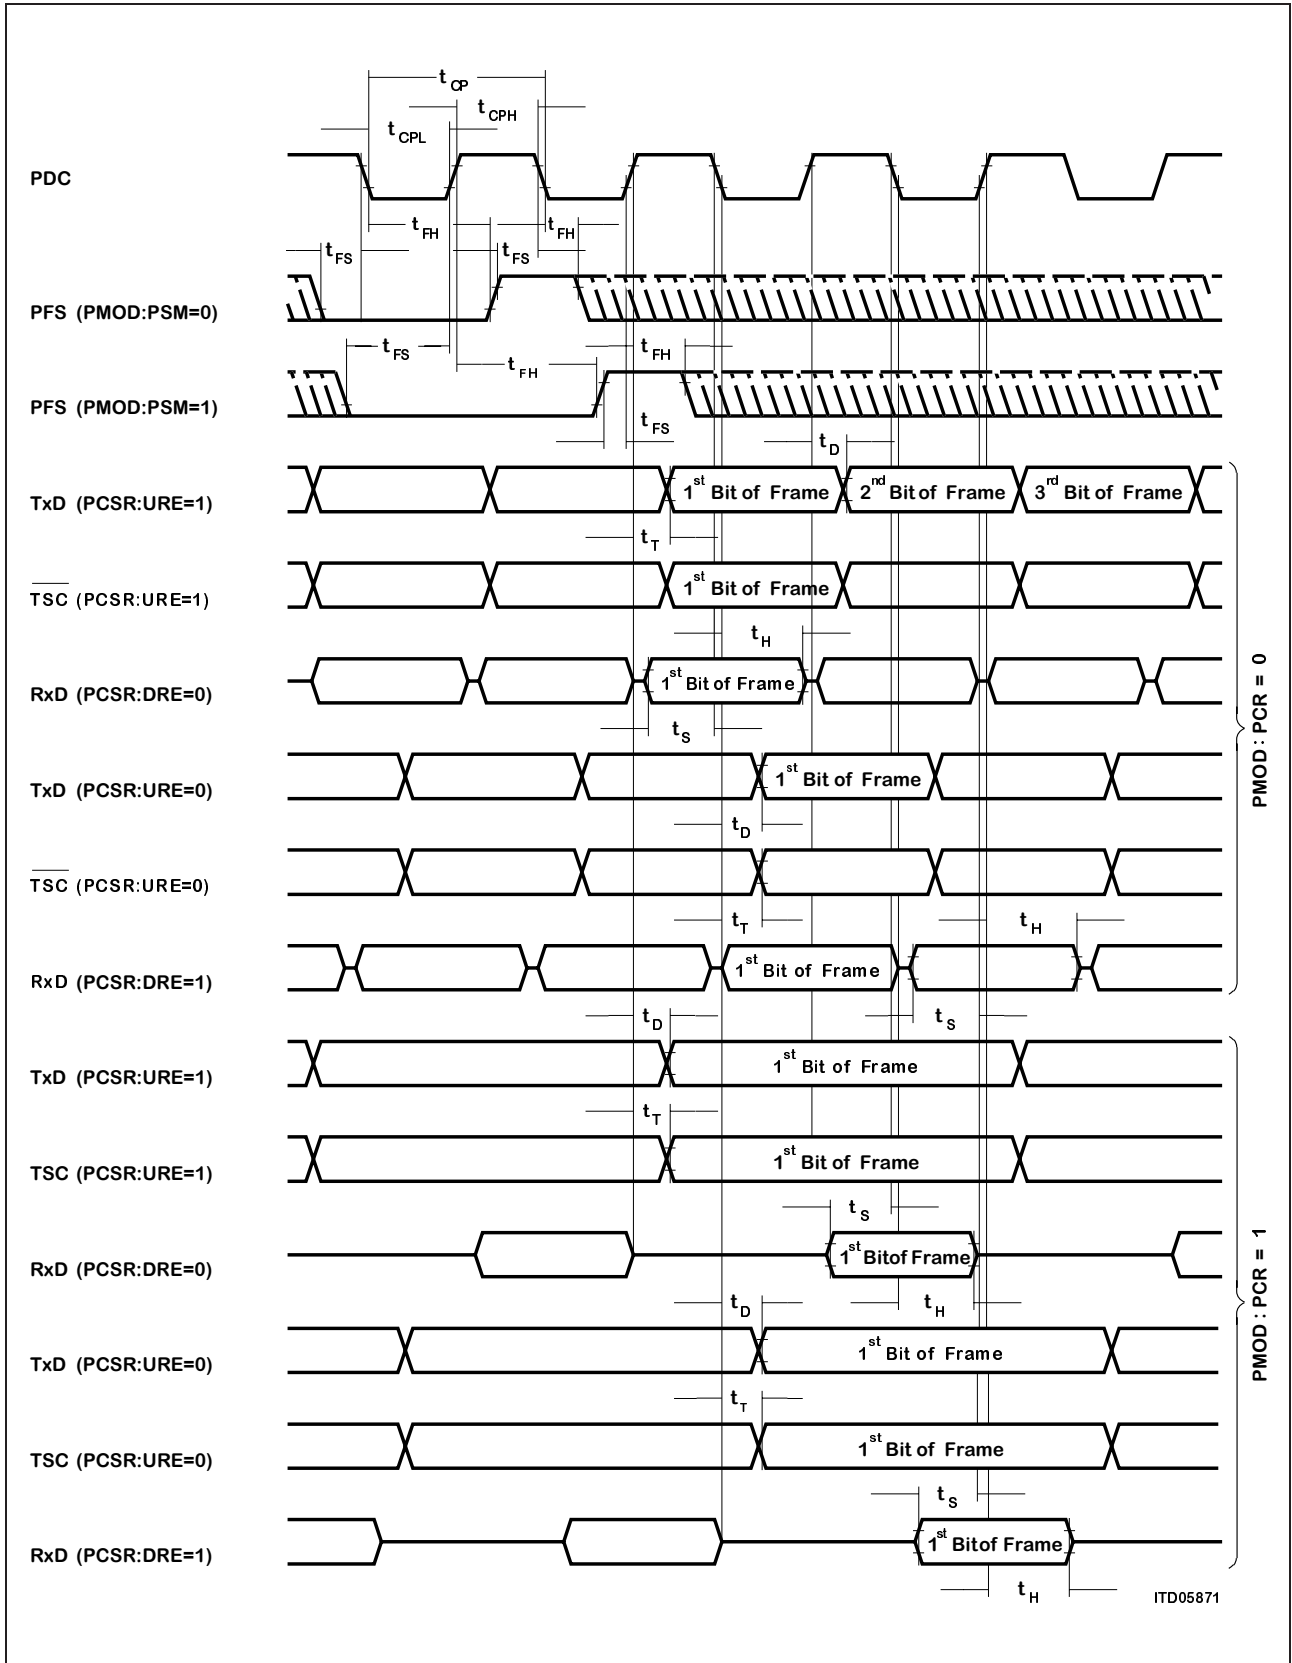 t CP
t CPH
t CPL
PDC
t FH t FH
t FS t FS
PFS (PMOD:PSM=0)
t FS t FH
t FH
PFS (PMOD:PSM=1)
t FS
t D
TxD (PCSR:URE=1) 1st Bit of Frame 2nd Bit of Frame 3rd Bit of Frame
t T
TSC (PCSR:URE=1) 1st Bit of Frame
t H
RxD (PCSR:DRE=0) 1st Bit of Frame
t S
TxD (PCSR:URE=0) 1st Bit of Frame
t D
TSC (PCSR:URE=0)
t T t H
RxD (PCSR:DRE=1) 1st Bit of Frame
PMOD : PCR = 0
t D t S
TxD (PCSR:URE=1) 1st Bit of Frame
t T
TSC (PCSR:URE=1) 1st Bit of Frame
t S
RxD (PCSR:DRE=0) 1st Bit of Frame
t D t H
TxD (PCSR:URE=0) 1st Bit of Frame
t T
TSC (PCSR:URE=0) 1st Bit of Frame
t S
RxD (PCSR:DRE=1) 1st Bit of Frame
PMOD : PCR = 1
t H
ITD05871